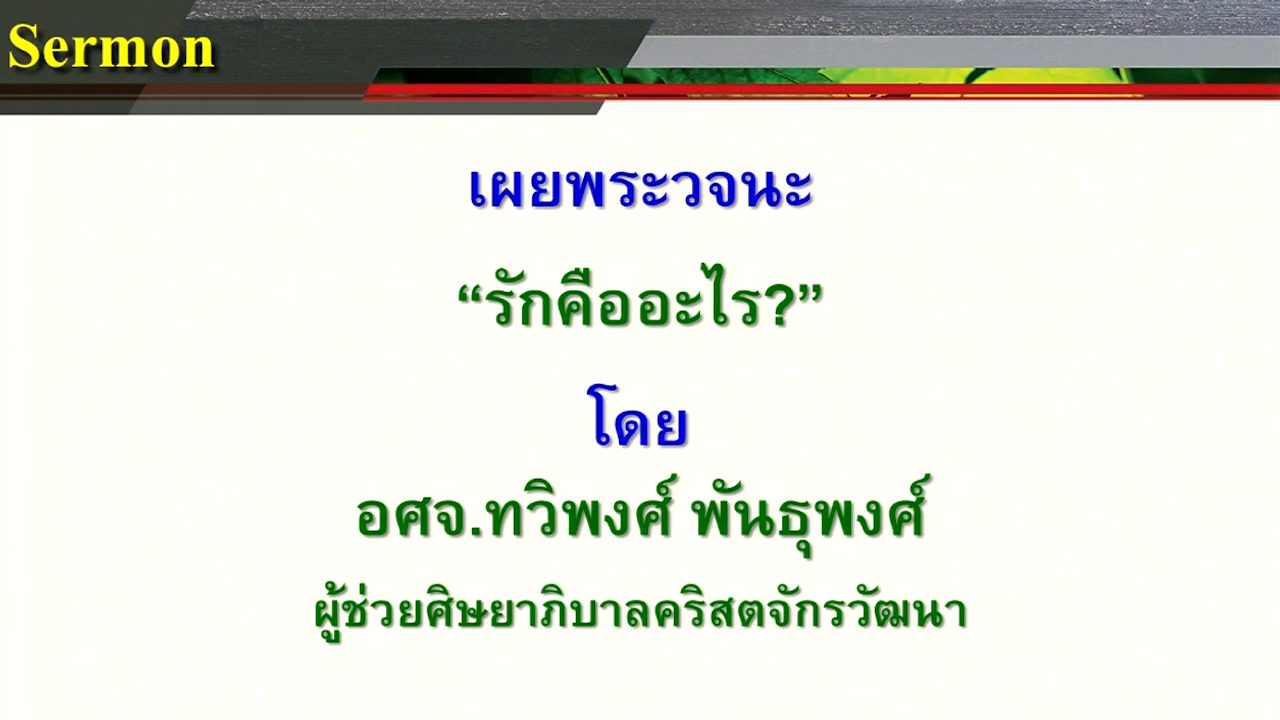 Sermon
เผยพระวจนะ
“รักคืออะไร?”
โดย
อศจ.ทวิพงศ์ พันธุพงศ์
ผู้ช่วยศิษยาภิบาลคริสตจักรวัฒนา